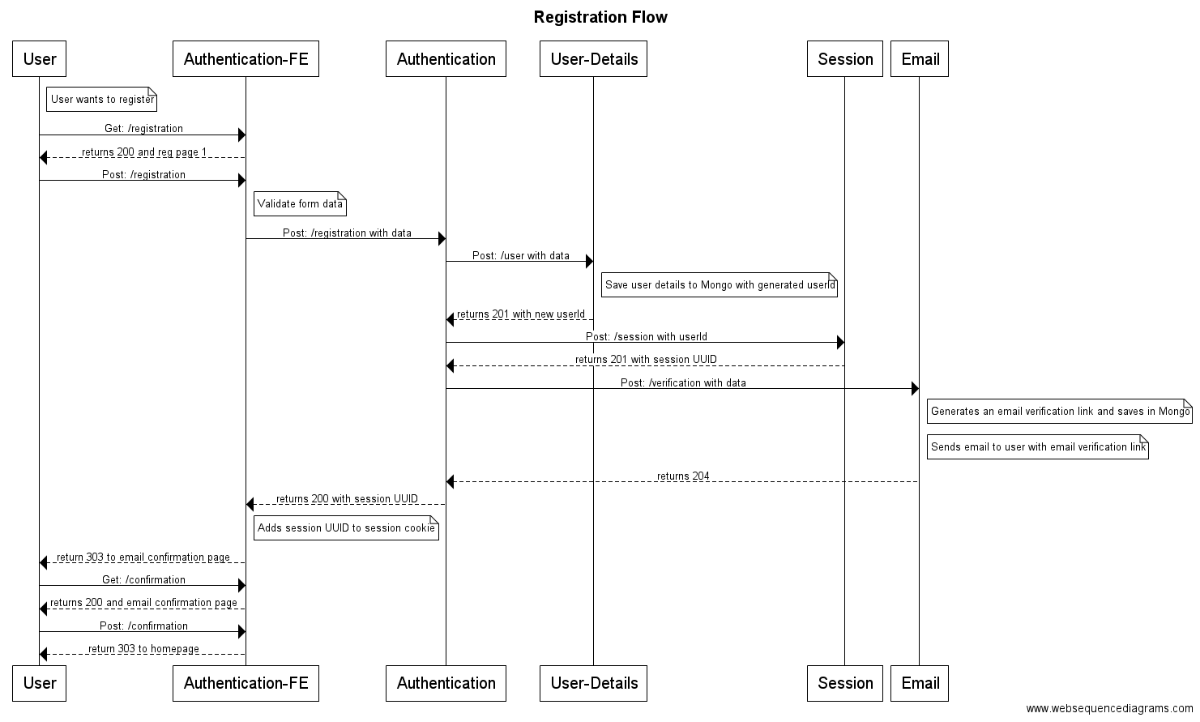 Registration Flow
User
Authentication-FE
Authentication
User-Details
Session
Email
User wants to register
Get: /registration
returns 200 and reg page 1
Post: /registration
Validate form data
Post: /registration with data
Post: /user with data
Save user details to Mongo with generated userId
returns 201 with new userId
Post: /session with userId
returns 201 with session UUID
Post: /verification with data
Generates an email verification link and saves in Mongo
Sends email to user with email verification link
returns 204
returns 200 with session UUID
Adds session UUID to session cookie
return 303 to email confirmation page
Get: /confirmation
returns 200 and email confirmation page
Post: /confirmation
return 303 to homepage
User
Authentication-FE
Authentication
User-Details
Session
Email
www.websequencediagrams.com